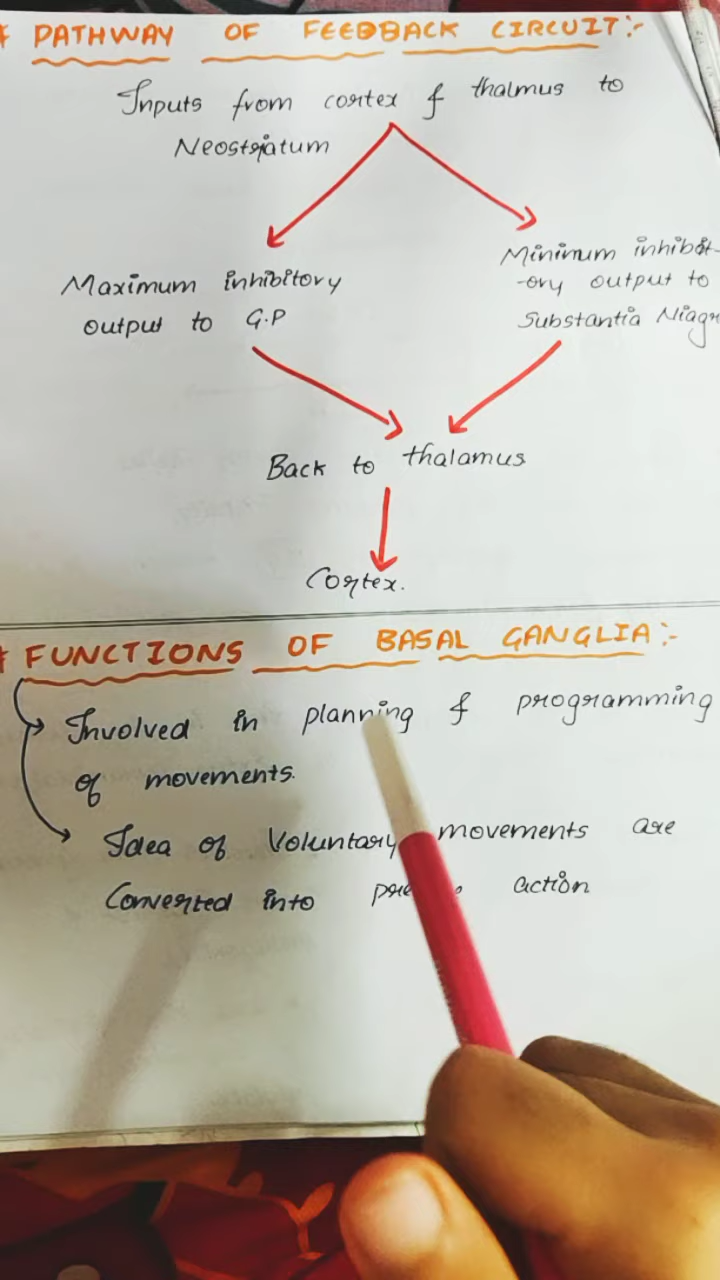 * PATHWAY OF FEEDBACK CIRCUIT:-
Inputs from cortex & thalmus to
Neostriatum
Maximum inhibitory
output to G.P
Minimum inhibit-
-ory output to
Substantia Niagr
Back to thalamus
Cortex.
* FUNCTIONS OF BASAL GANGLIA:-
Involved in planning & programming
of movements.
Idea of Voluntary movements are
Converted into action